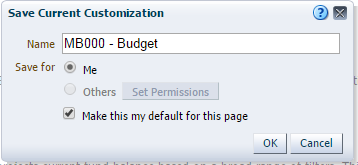 Save Current Customization
Name MB000 - Budget
Save for Me
Others Set Permissions
Make this my default for this page
OK Cancel